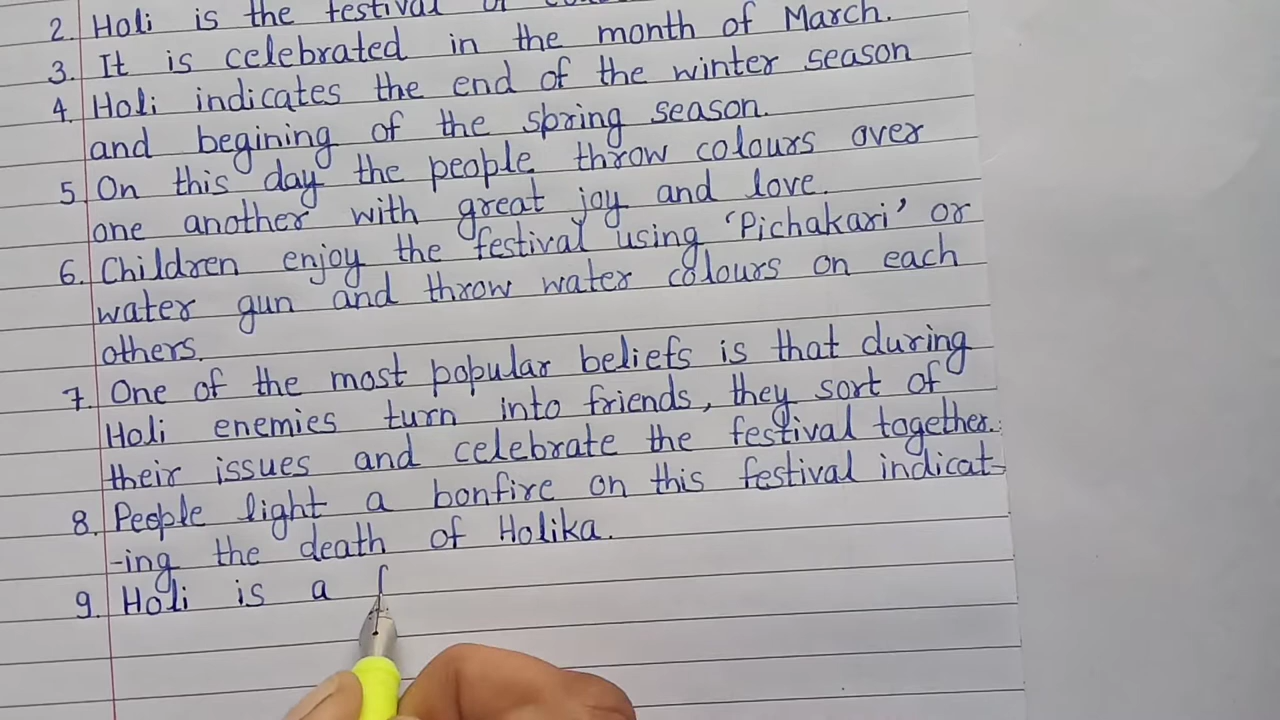 2. Holi is the festival of
3. It is celebrated in the month of March.
4. Holi indicates the end of the winter season
and begining of the spring season.
5. On this day the people throw colours over
one another with great joy and love.
6. Children enjoy the festival using 'Pichakari' or
water gun and throw water colours on each
others.
7. One of the most popular beliefs is that during
Holi enemies turn into friends, they sort of
their issues and celebrate the festival together.
8. People light a bonfire on this festival indicat-
-ing the death of Holika.
9. Holi is a f